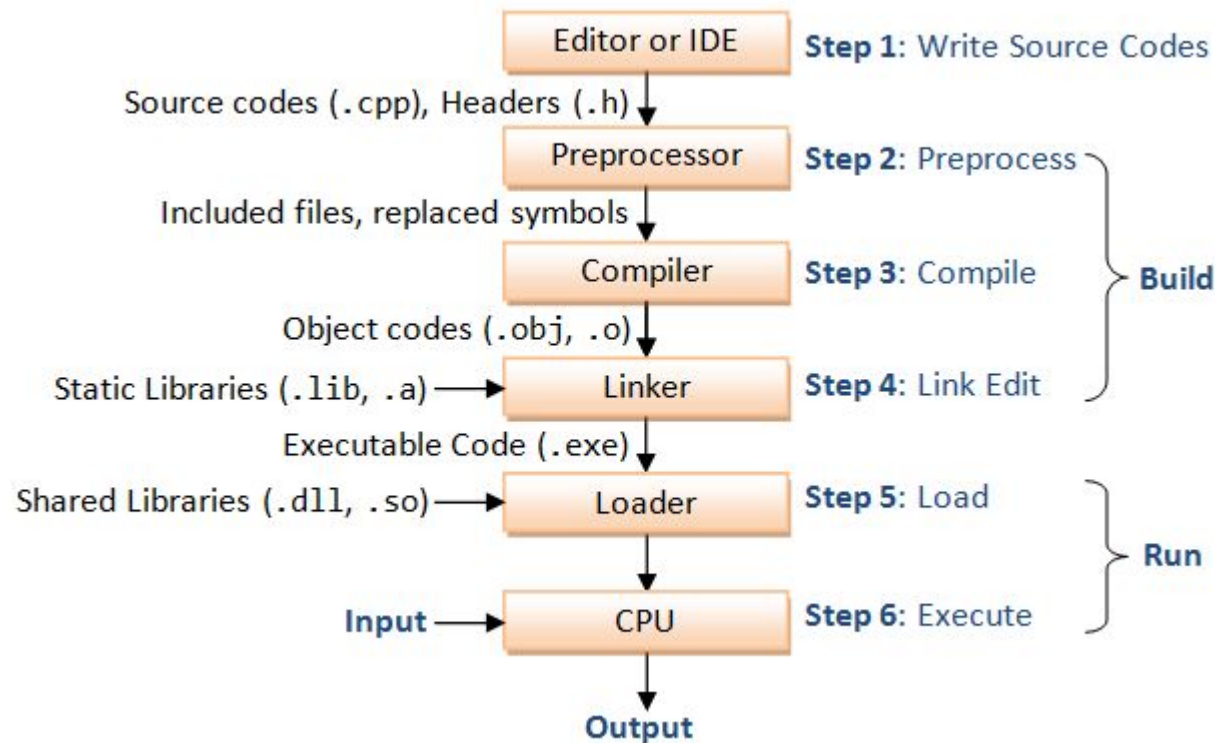 Editor or IDE
Step 1: Write Source Codes
Source codes (.cpp), Headers (.h)
Preprocessor
Step 2: Preprocess
Included files, replaced symbols
Compiler
Step 3: Compile
Build
Object codes (.obj, .o)
Static Libraries (.lib, .a)
Linker
Step 4: Link Edit
Executable Code (.exe)
Shared Libraries (.dll, .so)
Loader
Step 5: Load
Run
Input
CPU
Step 6: Execute
Output